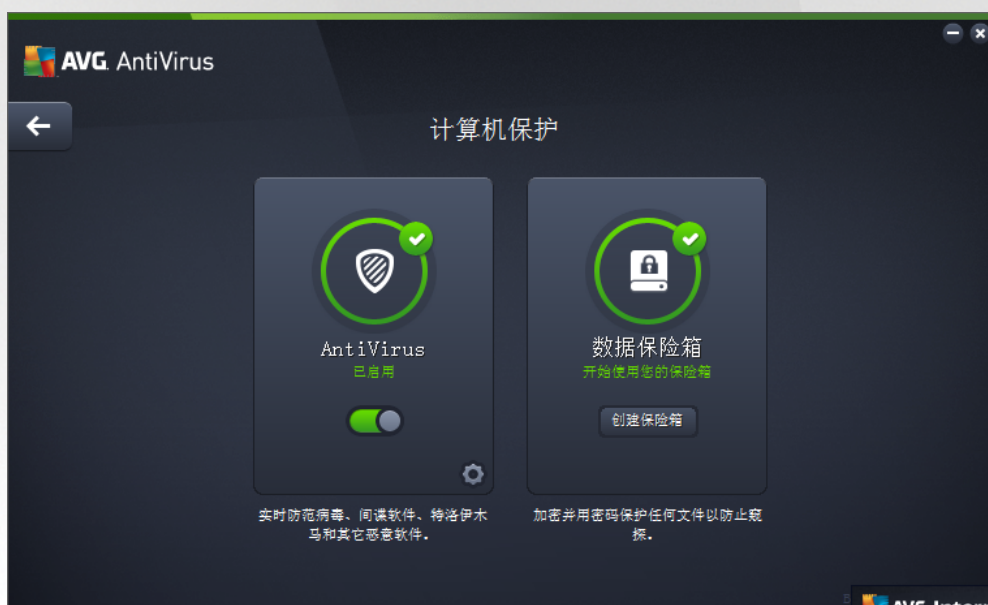 AVG. AntiVirus
计算机保护
AntiVirus
已启用
实时防范病毒、间谍软件、特洛伊木
马和其它恶意软件。
数据保险箱
开始使用您的保险箱
创建保险箱
加密并用密码保护任何文件以防止窥
探。